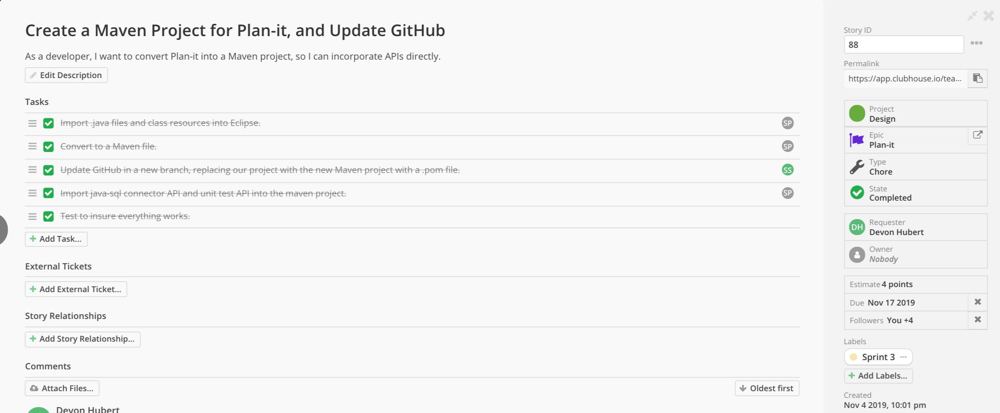 Create a Maven Project for Plan-it, and Update GitHub
As a developer, I want to convert Plan-it into a Maven project, so I can incorporate APIs directly.
Edit Description
Tasks
Import .java files and class resources into Eclipse.
SP
Convert to a Maven file.
SP
Update GitHub in a new branch, replacing our project with the new Maven project with a .pom file.
SS
Import java-sql connector API and unit test API into the maven project.
SP
Test to insure everything works.
Add Task...
External Tickets
Add External Ticket...
Story Relationships
Add Story Relationship...
Comments
Attach Files...
Oldest first
Devon Hubert
Story ID
88
Permalink
https://app.clubhouse.io/tea...
Project
Design
Epic
Plan-it
Type
Chore
State
Completed
DH
Requester
Devon Hubert
Owner
Nobody
Estimate 4 points
Due Nov 17 2019
Followers You +4
Labels
Sprint 3
Add Labels...
Created
Nov 4 2019, 10:01 pm